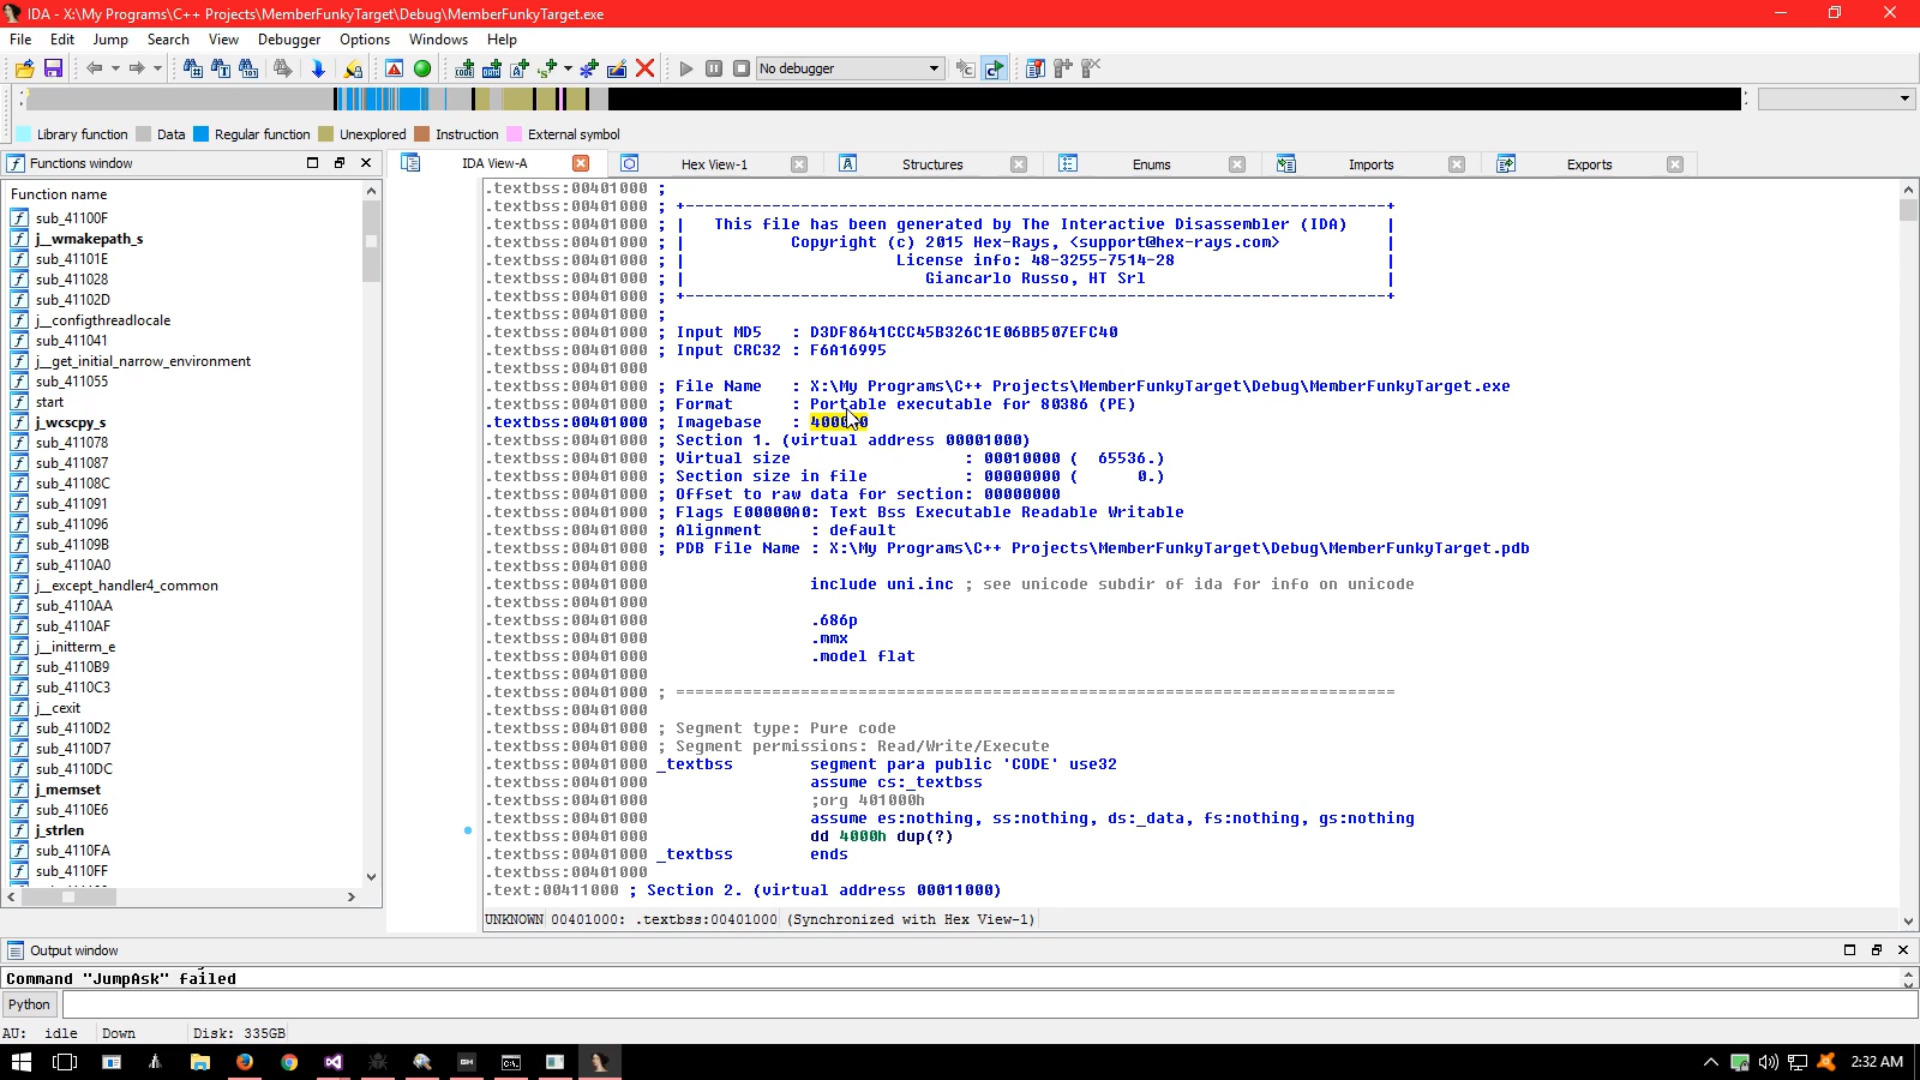 IDA - X:\My Programs\C++ Projects\MemberFunkyTarget\Debug\MemberFunkyTarget.exe
File Edit Jump Search View Debugger Options Windows Help
No debugger
Library function Data Regular function Unexplored Instruction External symbol
Functions window
IDA View-A Hex View-1 Structures Enums Imports Exports
Function name
sub_41100F
j__wmakepath_s
sub_41101E
sub_411028
sub_41102D
j__configthreadlocale
sub_411041
j__get_initial_narrow_environment
sub_411055
start
j_wcscpy_s
sub_411078
sub_411087
sub_41108C
sub_411091
sub_411096
sub_41109B
sub_4110A0
j__except_handler4_common
sub_4110AA
sub_4110AF
j__initterm_e
sub_4110B9
sub_4110C3
j__cexit
sub_4110D2
sub_4110D7
sub_4110DC
j_memset
sub_4110E6
j_strlen
sub_4110FA
sub_4110FF
.textbss:00401000 ;
.textbss:00401000 ; +-------------------------------------------------------------------------+
.textbss:00401000 ; | This file has been generated by The Interactive Disassembler (IDA) |
.textbss:00401000 ; | Copyright (c) 2015 Hex-Rays, <support@hex-rays.com> |
.textbss:00401000 ; | License info: 48-3255-7514-28 |
.textbss:00401000 ; | Giancarlo Russo, HT Srl |
.textbss:00401000 ; +-------------------------------------------------------------------------+
.textbss:00401000 ;
.textbss:00401000 ; Input MD5 : D3DF8641CCC45B326C1E06BB507EFC40
.textbss:00401000 ; Input CRC32 : F6A16995
.textbss:00401000
.textbss:00401000 ; File Name : X:\My Programs\C++ Projects\MemberFunkyTarget\Debug\MemberFunkyTarget.exe
.textbss:00401000 ; Format : Portable executable for 80386 (PE)
.textbss:00401000 ; Imagebase : 400000
.textbss:00401000 ; Section 1. (virtual address 00001000)
.textbss:00401000 ; Virtual size : 00010000 ( 65536.)
.textbss:00401000 ; Section size in file : 00000000 ( 0.)
.textbss:00401000 ; Offset to raw data for section: 00000000
.textbss:00401000 ; Flags E00000A0: Text Bss Executable Readable Writable
.textbss:00401000 ; Alignment : default
.textbss:00401000 ; PDB File Name : X:\My Programs\C++ Projects\MemberFunkyTarget\Debug\MemberFunkyTarget.pdb
.textbss:00401000
.textbss:00401000 include uni.inc ; see unicode subdir of ida for info on unicode
.textbss:00401000
.textbss:00401000 .686p
.textbss:00401000 .mmx
.textbss:00401000 .model flat
.textbss:00401000
.textbss:00401000 ; ===========================================================================
.textbss:00401000
.textbss:00401000 ; Segment type: Pure code
.textbss:00401000 ; Segment permissions: Read/Write/Execute
.textbss:00401000 _textbss segment para public 'CODE' use32
.textbss:00401000 assume cs:_textbss
.textbss:00401000 ;org 401000h
.textbss:00401000 assume es:nothing, ss:nothing, ds:_data, fs:nothing, gs:nothing
.textbss:00401000 dd 4000h dup(?)
.textbss:00401000 _textbss ends
.textbss:00401000
.text:00411000 ; Section 2. (virtual address 00011000)
UNKNOWN 00401000: .textbss:00401000 (Synchronized with Hex View-1)
Output window
Command "JumpAsk" failed
Python
AU: idle Down Disk: 335GB
2:32 AM